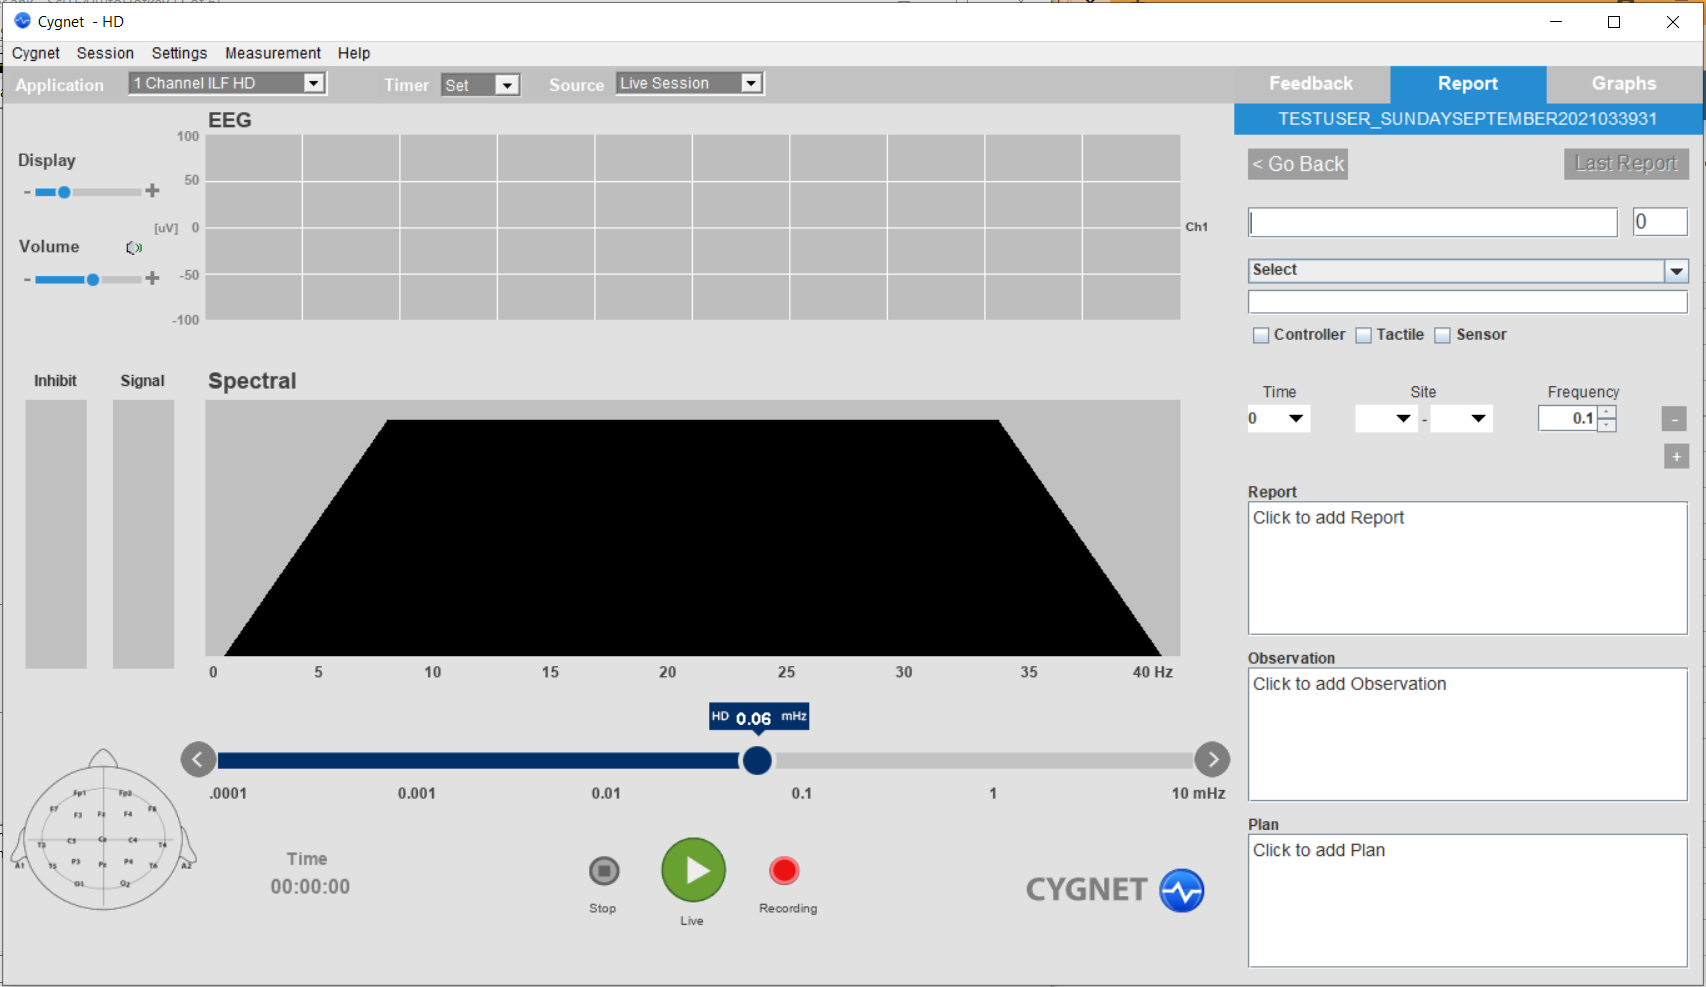 Cygnet - HD
Cygnet Session Settings Measurement Help
Application 1 Channel ILF HD Timer Set Source Live Session
Feedback Report Graphs
TESTUSER_SUNDAYSEPTEMBER2021033931
< Go Back Last Report
0
Select
Controller Tactile Sensor
Time Site Frequency
0 - 0.1 -
+
Report
Click to add Report
Observation
Click to add Observation
Plan
Click to add Plan
EEG
Display
- +
Volume
- +
100
50
[uV] 0
-50
-100
Ch1
Inhibit Signal
Spectral
0 5 10 15 20 25 30 35 40 Hz
HD 0.06 mHz
.0001 0.001 0.01 0.1 1 10 mHz
Fp1 Fp2
F7 F3 Fz F4 F8
T3 C3 Cz C4 T4
A1 T5 P3 Pz P4 T6 A2
O1 O2
Time
00:00:00
Stop Live Recording
CYGNET